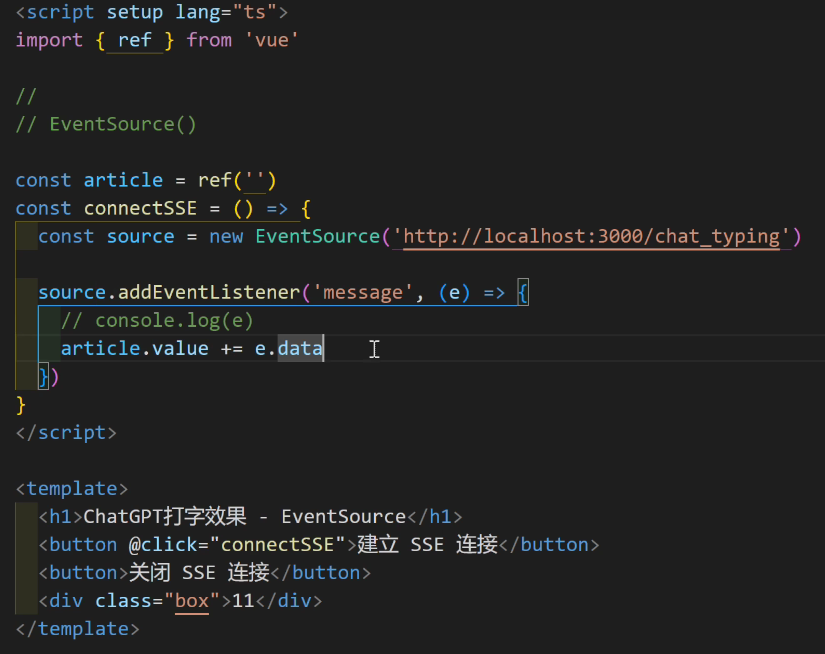 <script setup lang="ts">
import { ref } from 'vue'
//
// EventSource()
const article = ref('')
const connectSSE = () => {
const source = new EventSource('http://localhost:3000/chat_typing')
source.addEventListener('message', (e) => {
// console.log(e)
article.value += e.data
})
}
</script>
<template>
<h1>ChatGPT打字效果 - EventSource</h1>
<button @click="connectSSE">建立 SSE 连接</button>
<button>关闭 SSE 连接</button>
<div class="box">11</div>
</template>